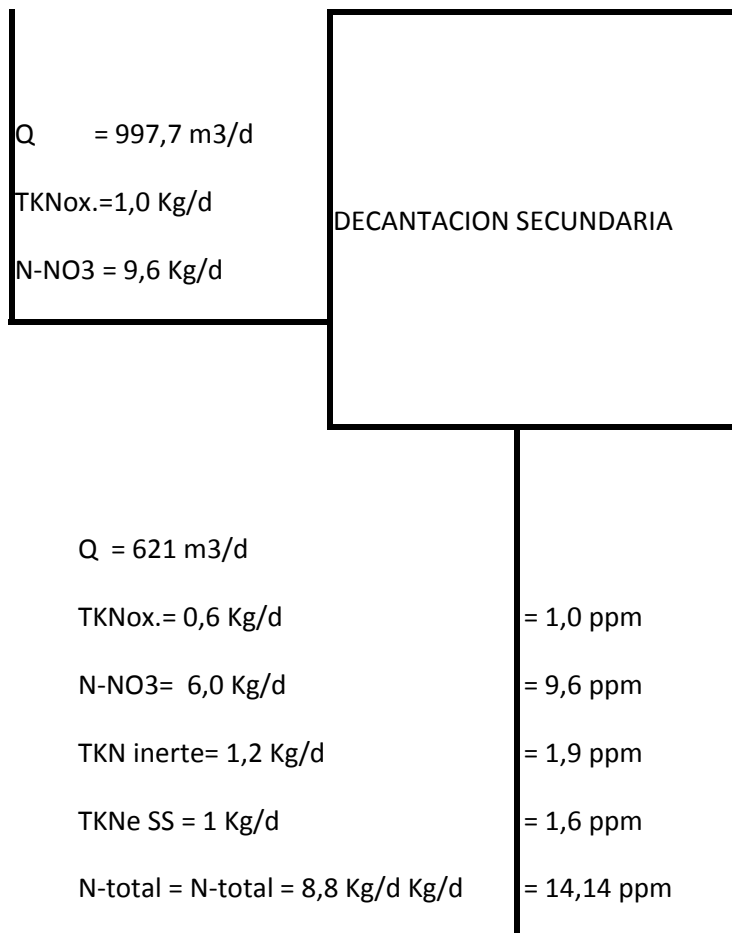 Q = 997,7 m3/d
TKNox.=1,0 Kg/d
DECANTACION SECUNDARIA
N-NO3 = 9,6 Kg/d
Q = 621 m3/d
TKNox.= 0,6 Kg/d = 1,0 ppm
N-NO3= 6,0 Kg/d = 9,6 ppm
TKN inerte= 1,2 Kg/d = 1,9 ppm
TKNe SS = 1 Kg/d = 1,6 ppm
N-total = N-total = 8,8 Kg/d Kg/d = 14,14 ppm